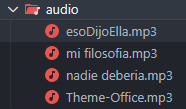 audio
esoDijoElla.mp3
mi filosofia.mp3
nadie deberia.mp3
Theme-Office.mp3